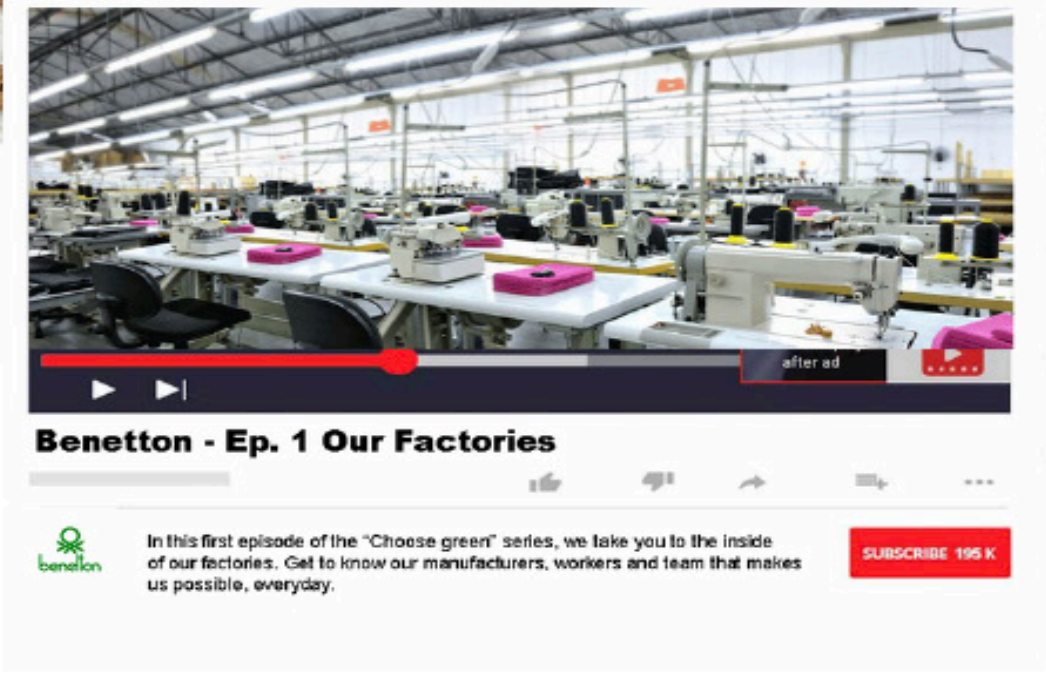 after ad
Benetton - Ep. 1 Our Factories
benetton
In this first episode of the "Choose green" series, we take you to the inside
of our factories. Get to know our manufacturers, workers and team that makes
us possible, everyday.
SUBSCRIBE 195 K